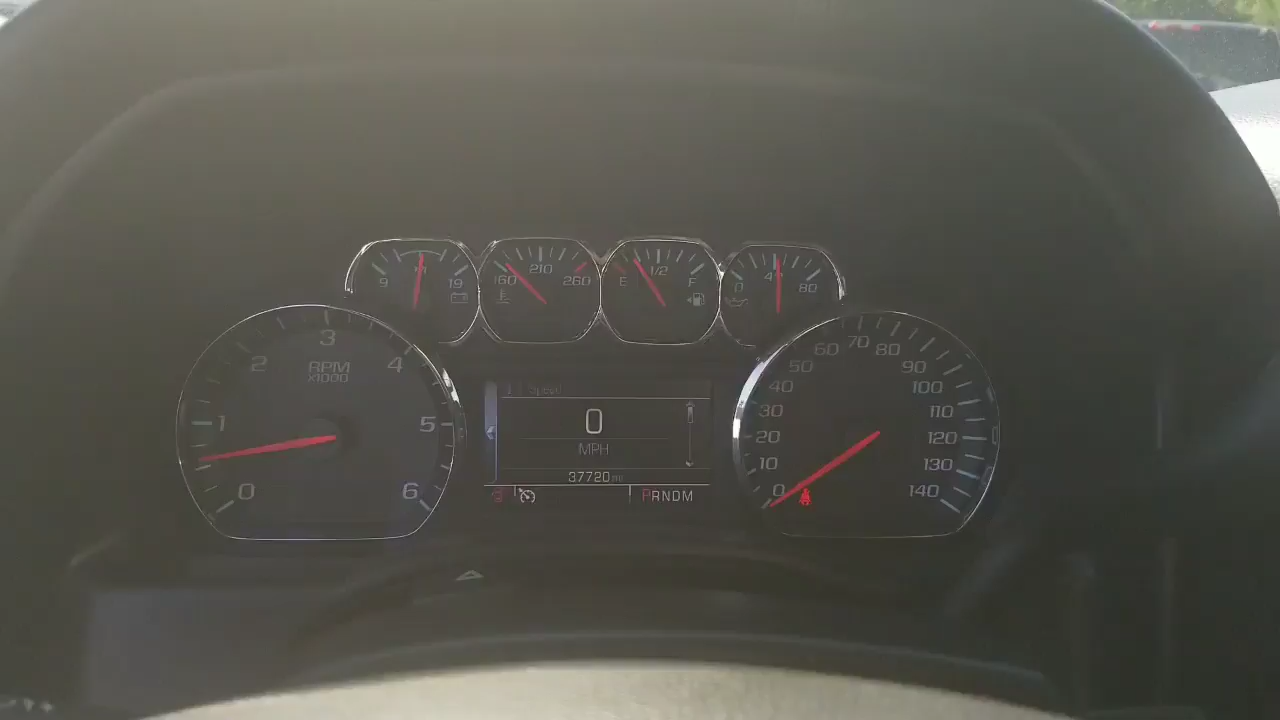 9 19
160 210 260
E 1/2 F
0 40 80
0 1 2 3 4 5 6
RPM
X1000
Speed
0
MPH
37720 mi
PRNDM
0 10 20 30 40 50 60 70 80 90 100 110 120 130 140